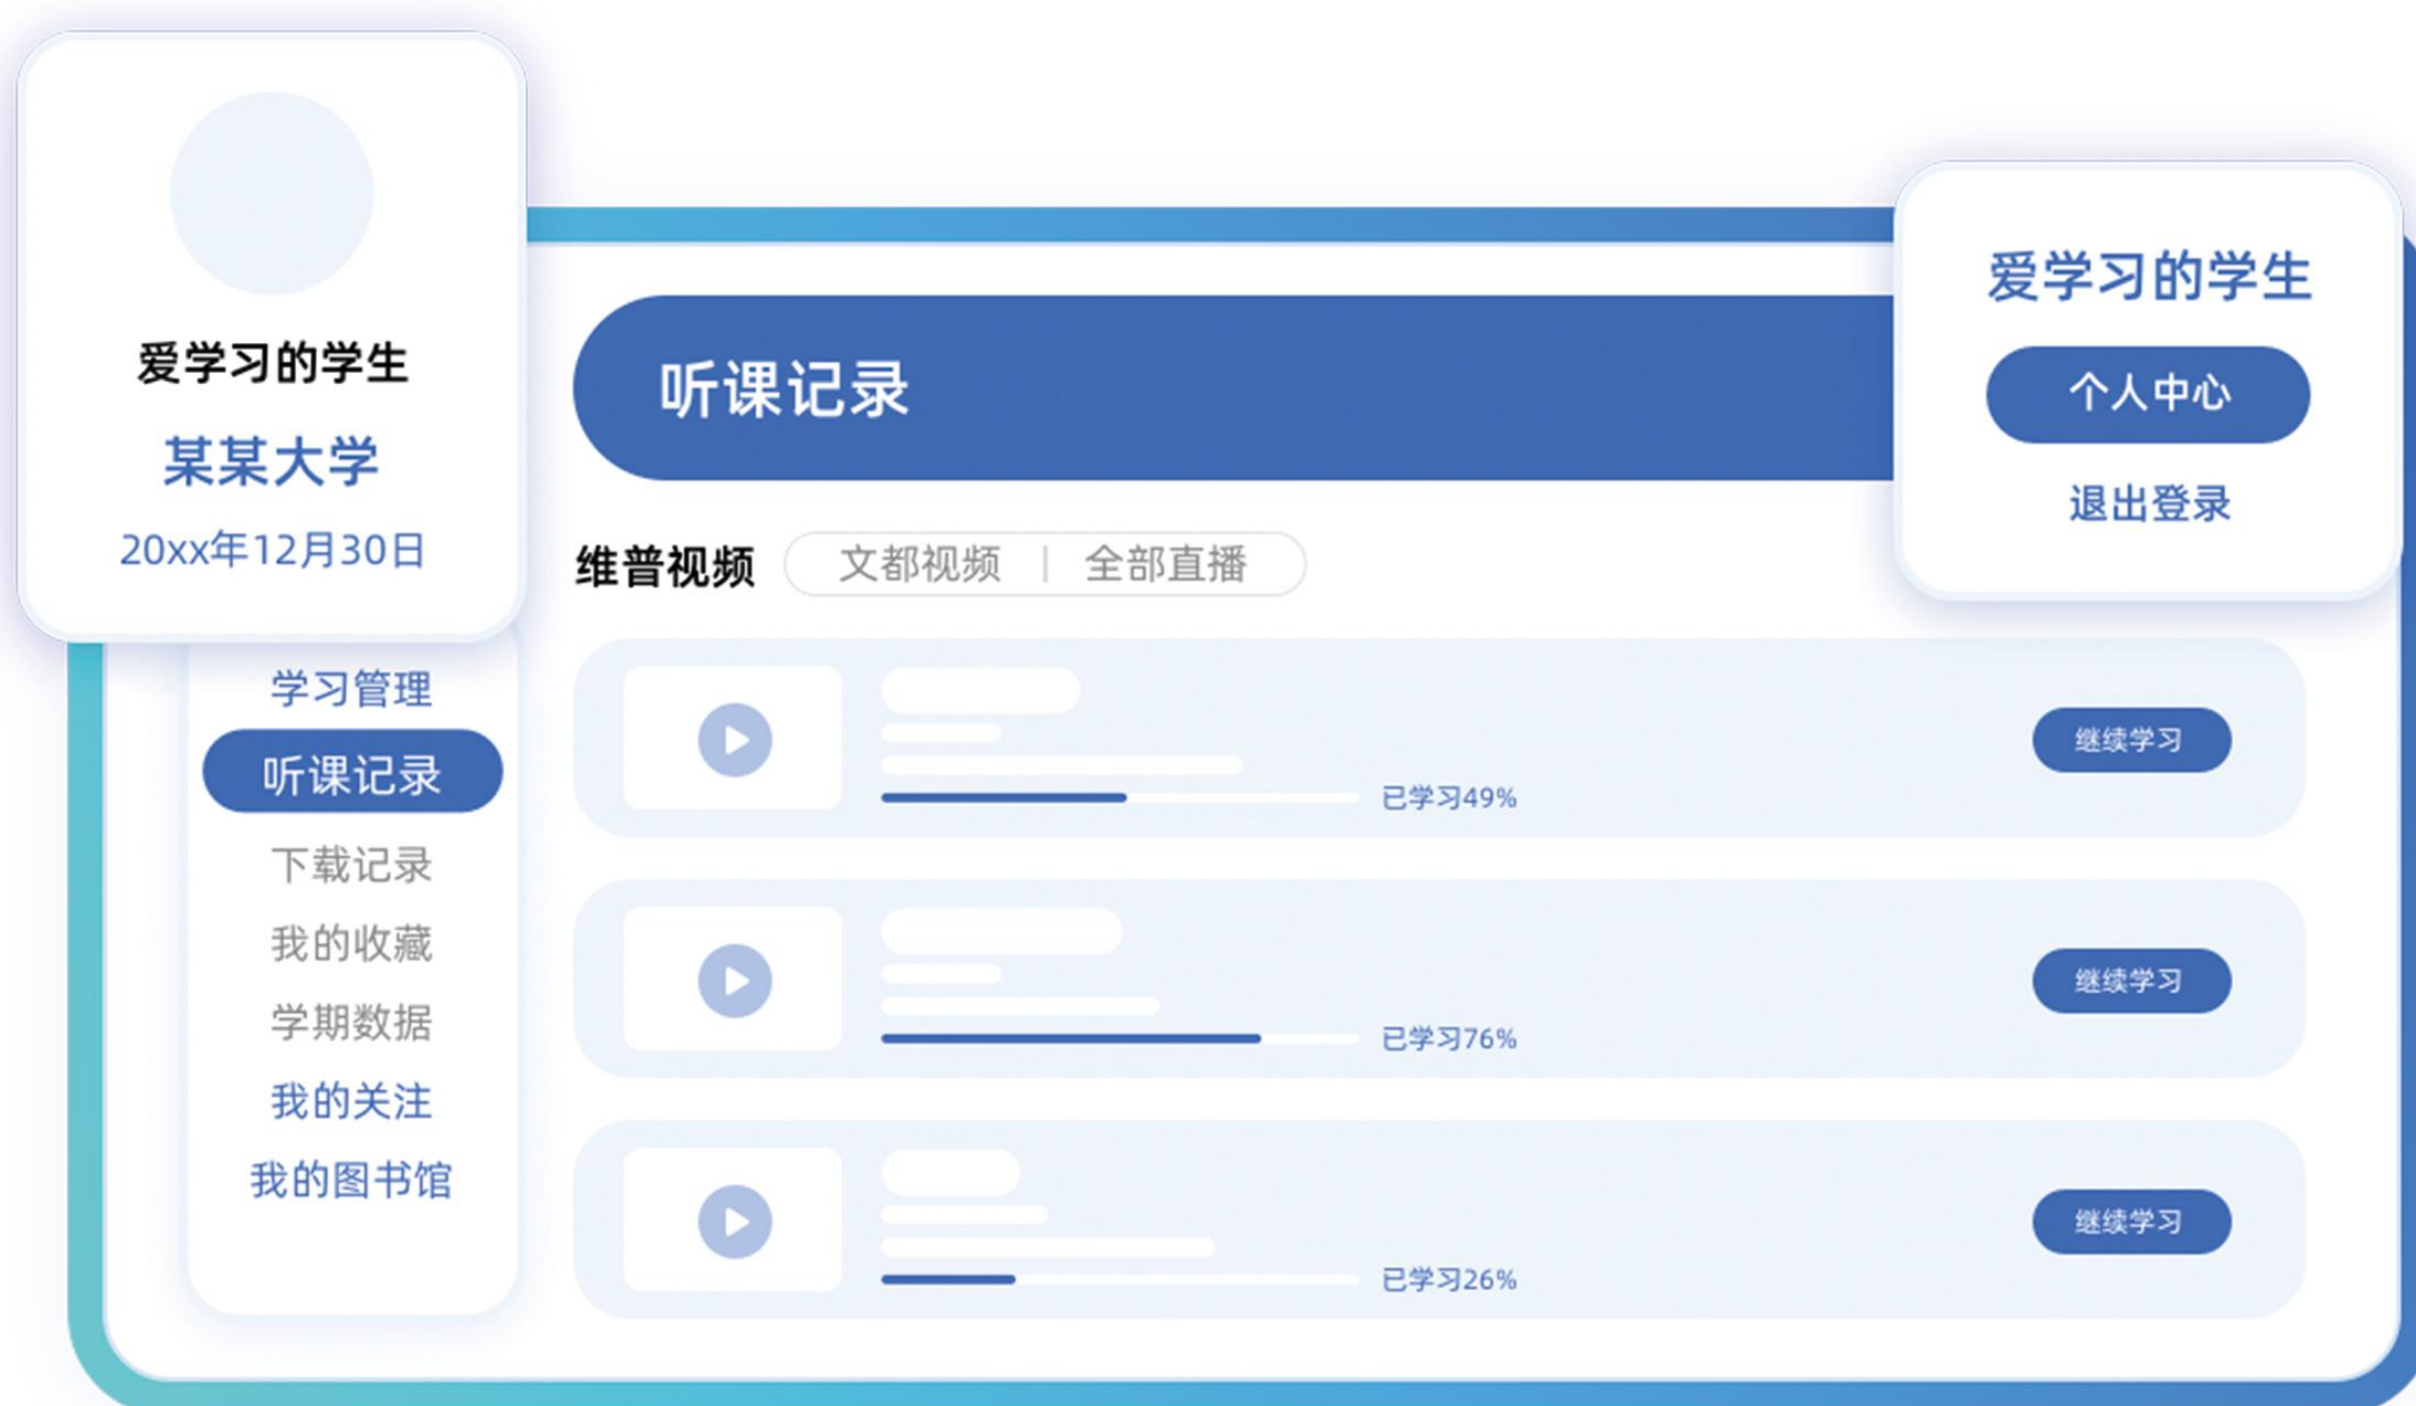 爱学习的学生
某某大学
20xx年12月30日
学习管理
听课记录
下载记录
我的收藏
学期数据
我的关注
我的图书馆
听课记录
维普视频 文都视频 | 全部直播
已学习49%
继续学习
已学习76%
继续学习
已学习26%
继续学习
爱学习的学生
个人中心
退出登录